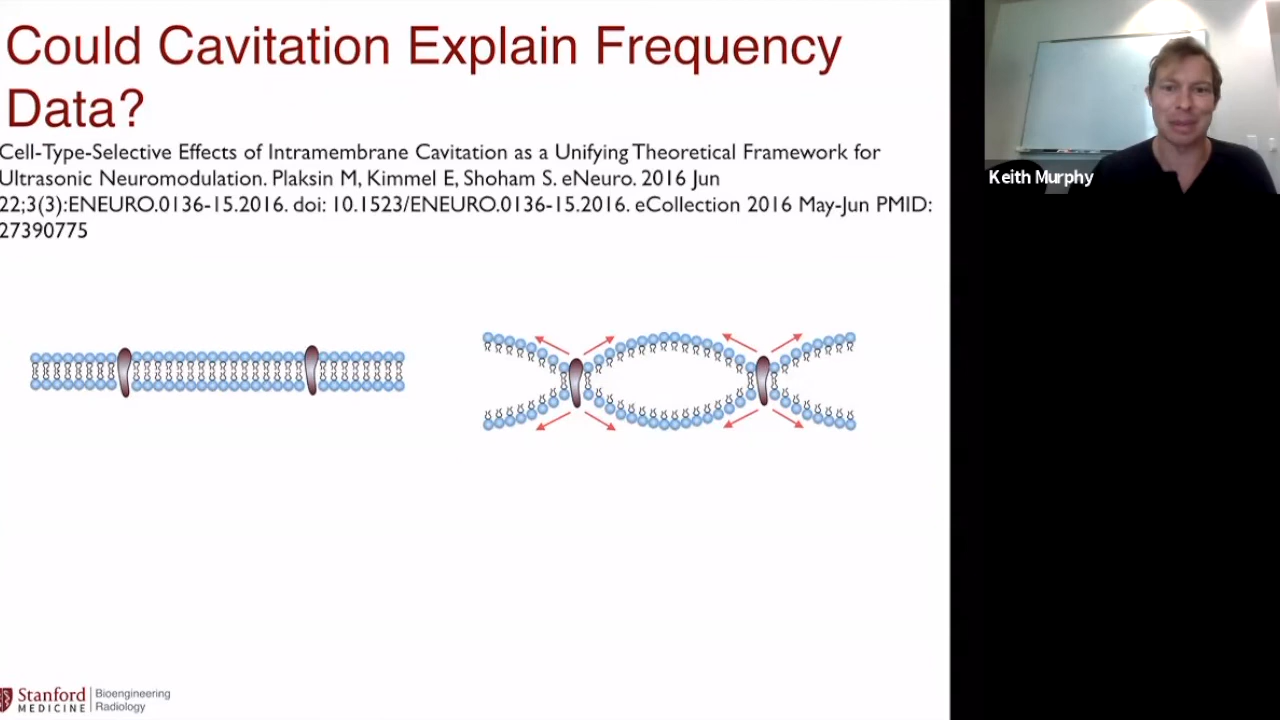 Could Cavitation Explain Frequency
Data?
Cell-Type-Selective Effects of Intramembrane Cavitation as a Unifying Theoretical Framework for
Ultrasonic Neuromodulation. Plaksin M, Kimmel E, Shoham S. eNeuro. 2016 Jun
22;3(3):ENEURO.0136-15.2016. doi: 10.1523/ENEURO.0136-15.2016. eCollection 2016 May-Jun PMID:
27390775
Keith Murphy
Stanford
MEDICINE
Bioengineering
Radiology